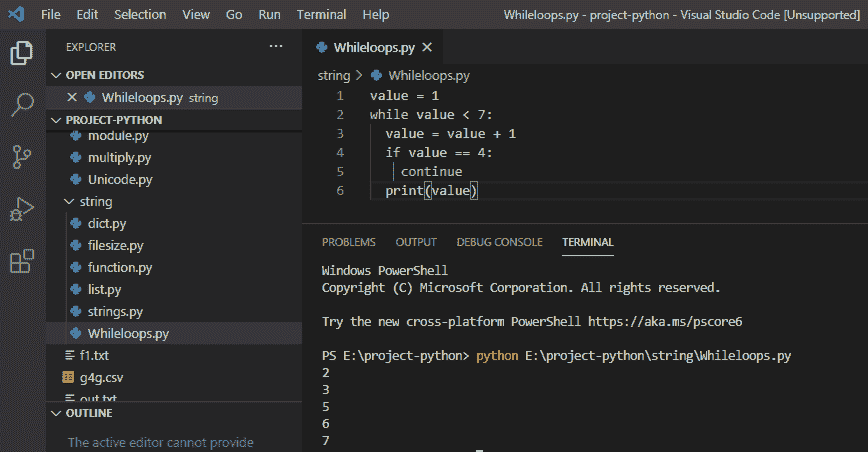 File Edit Selection View Go Run Terminal Help Whileloops.py - project-python - Visual Studio Code [Unsupported]
EXPLORER ...
OPEN EDITORS
Whileloops.py string
PROJECT-PYTHON
module.py
multiply.py
Unicode.py
string
dict.py
filesize.py
function.py
list.py
strings.py
Whileloops.py
f1.txt
g4g.csv
out.txt
OUTLINE
The active editor cannot provide
Whileloops.py
string > Whileloops.py
1 value = 1
2 while value < 7:
3 value = value + 1
4 if value == 4:
5 continue
6 print(value)
PROBLEMS OUTPUT DEBUG CONSOLE TERMINAL
Windows PowerShell
Copyright (C) Microsoft Corporation. All rights reserved.
Try the new cross-platform PowerShell https://aka.ms/pscore6
PS E:\project-python> python E:\project-python\string\Whileloops.py
2
3
5
6
7